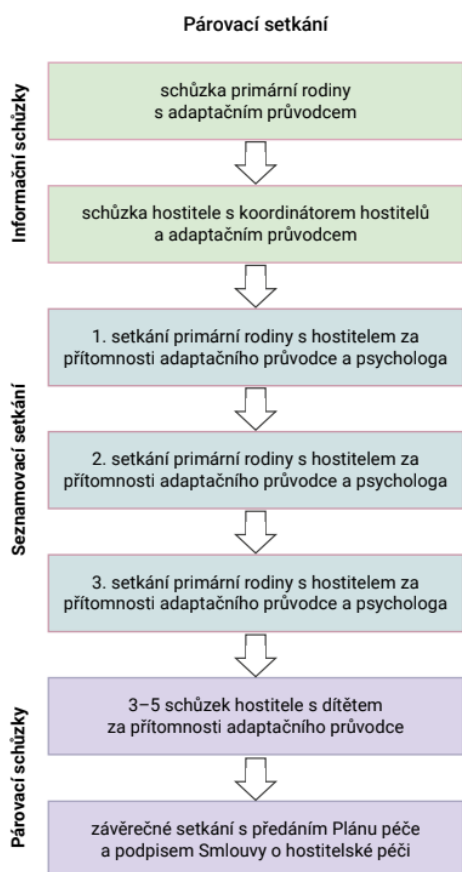 Párovací setkání
Informační schůzky
schůzka primární rodiny
s adaptačním průvodcem
schůzka hostitele s koordinátorem hostitelů
a adaptačním průvodcem
Seznamovací setkání
1. setkání primární rodiny s hostitelem za
přítomnosti adaptačního průvodce a psychologa
2. setkání primární rodiny s hostitelem za
přítomnosti adaptačního průvodce a psychologa
3. setkání primární rodiny s hostitelem za
přítomnosti adaptačního průvodce a psychologa
Párovací schůzky
3–5 schůzek hostitele s dítětem
za přítomnosti adaptačního průvodce
závěrečné setkání s předáním Plánu péče
a podpisem Smlouvy o hostitelské péči